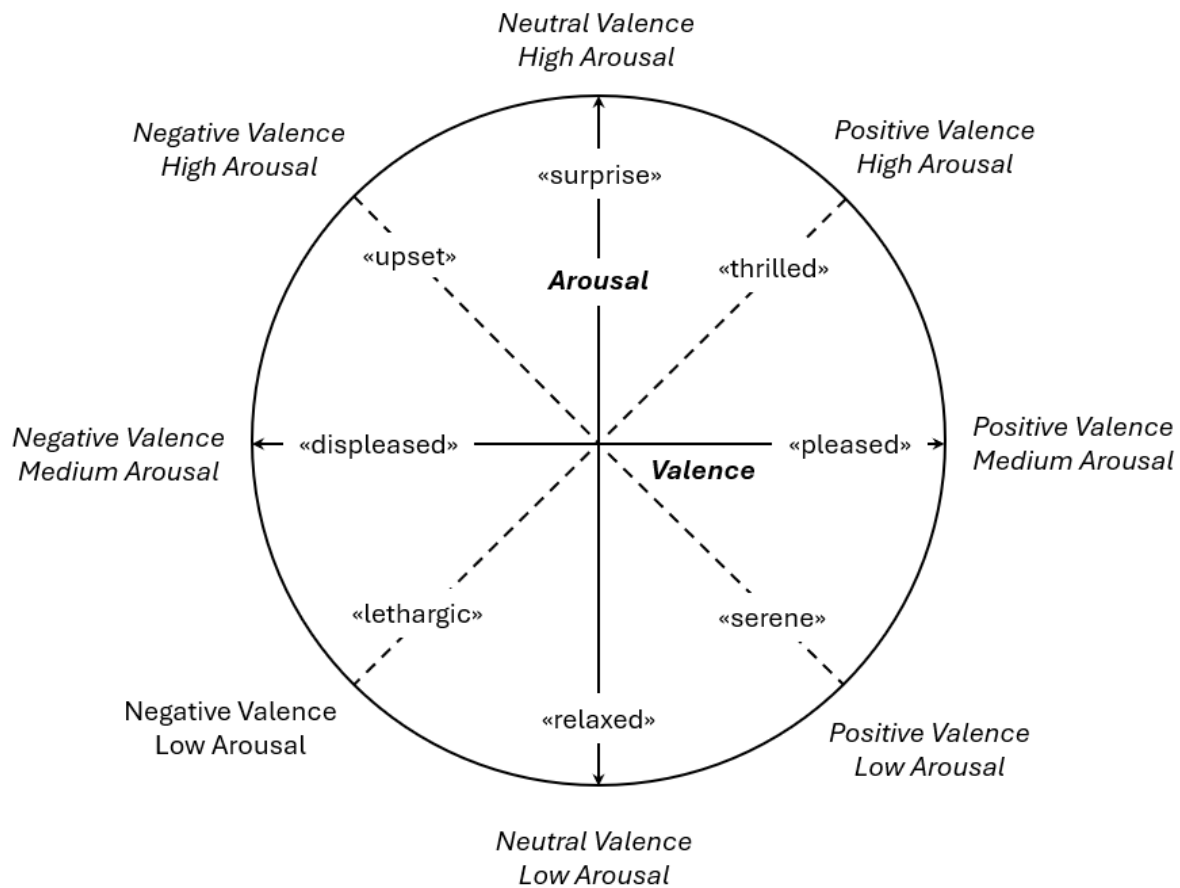 Neutral Valence
High Arousal
Negative Valence
High Arousal
Positive Valence
High Arousal
«surprise»
«upset»
«thrilled»
Arousal
Negative Valence
Medium Arousal
«displeased»
«pleased»
Positive Valence
Medium Arousal
Valence
«lethargic»
«serene»
Negative Valence
Low Arousal
«relaxed»
Positive Valence
Low Arousal
Neutral Valence
Low Arousal